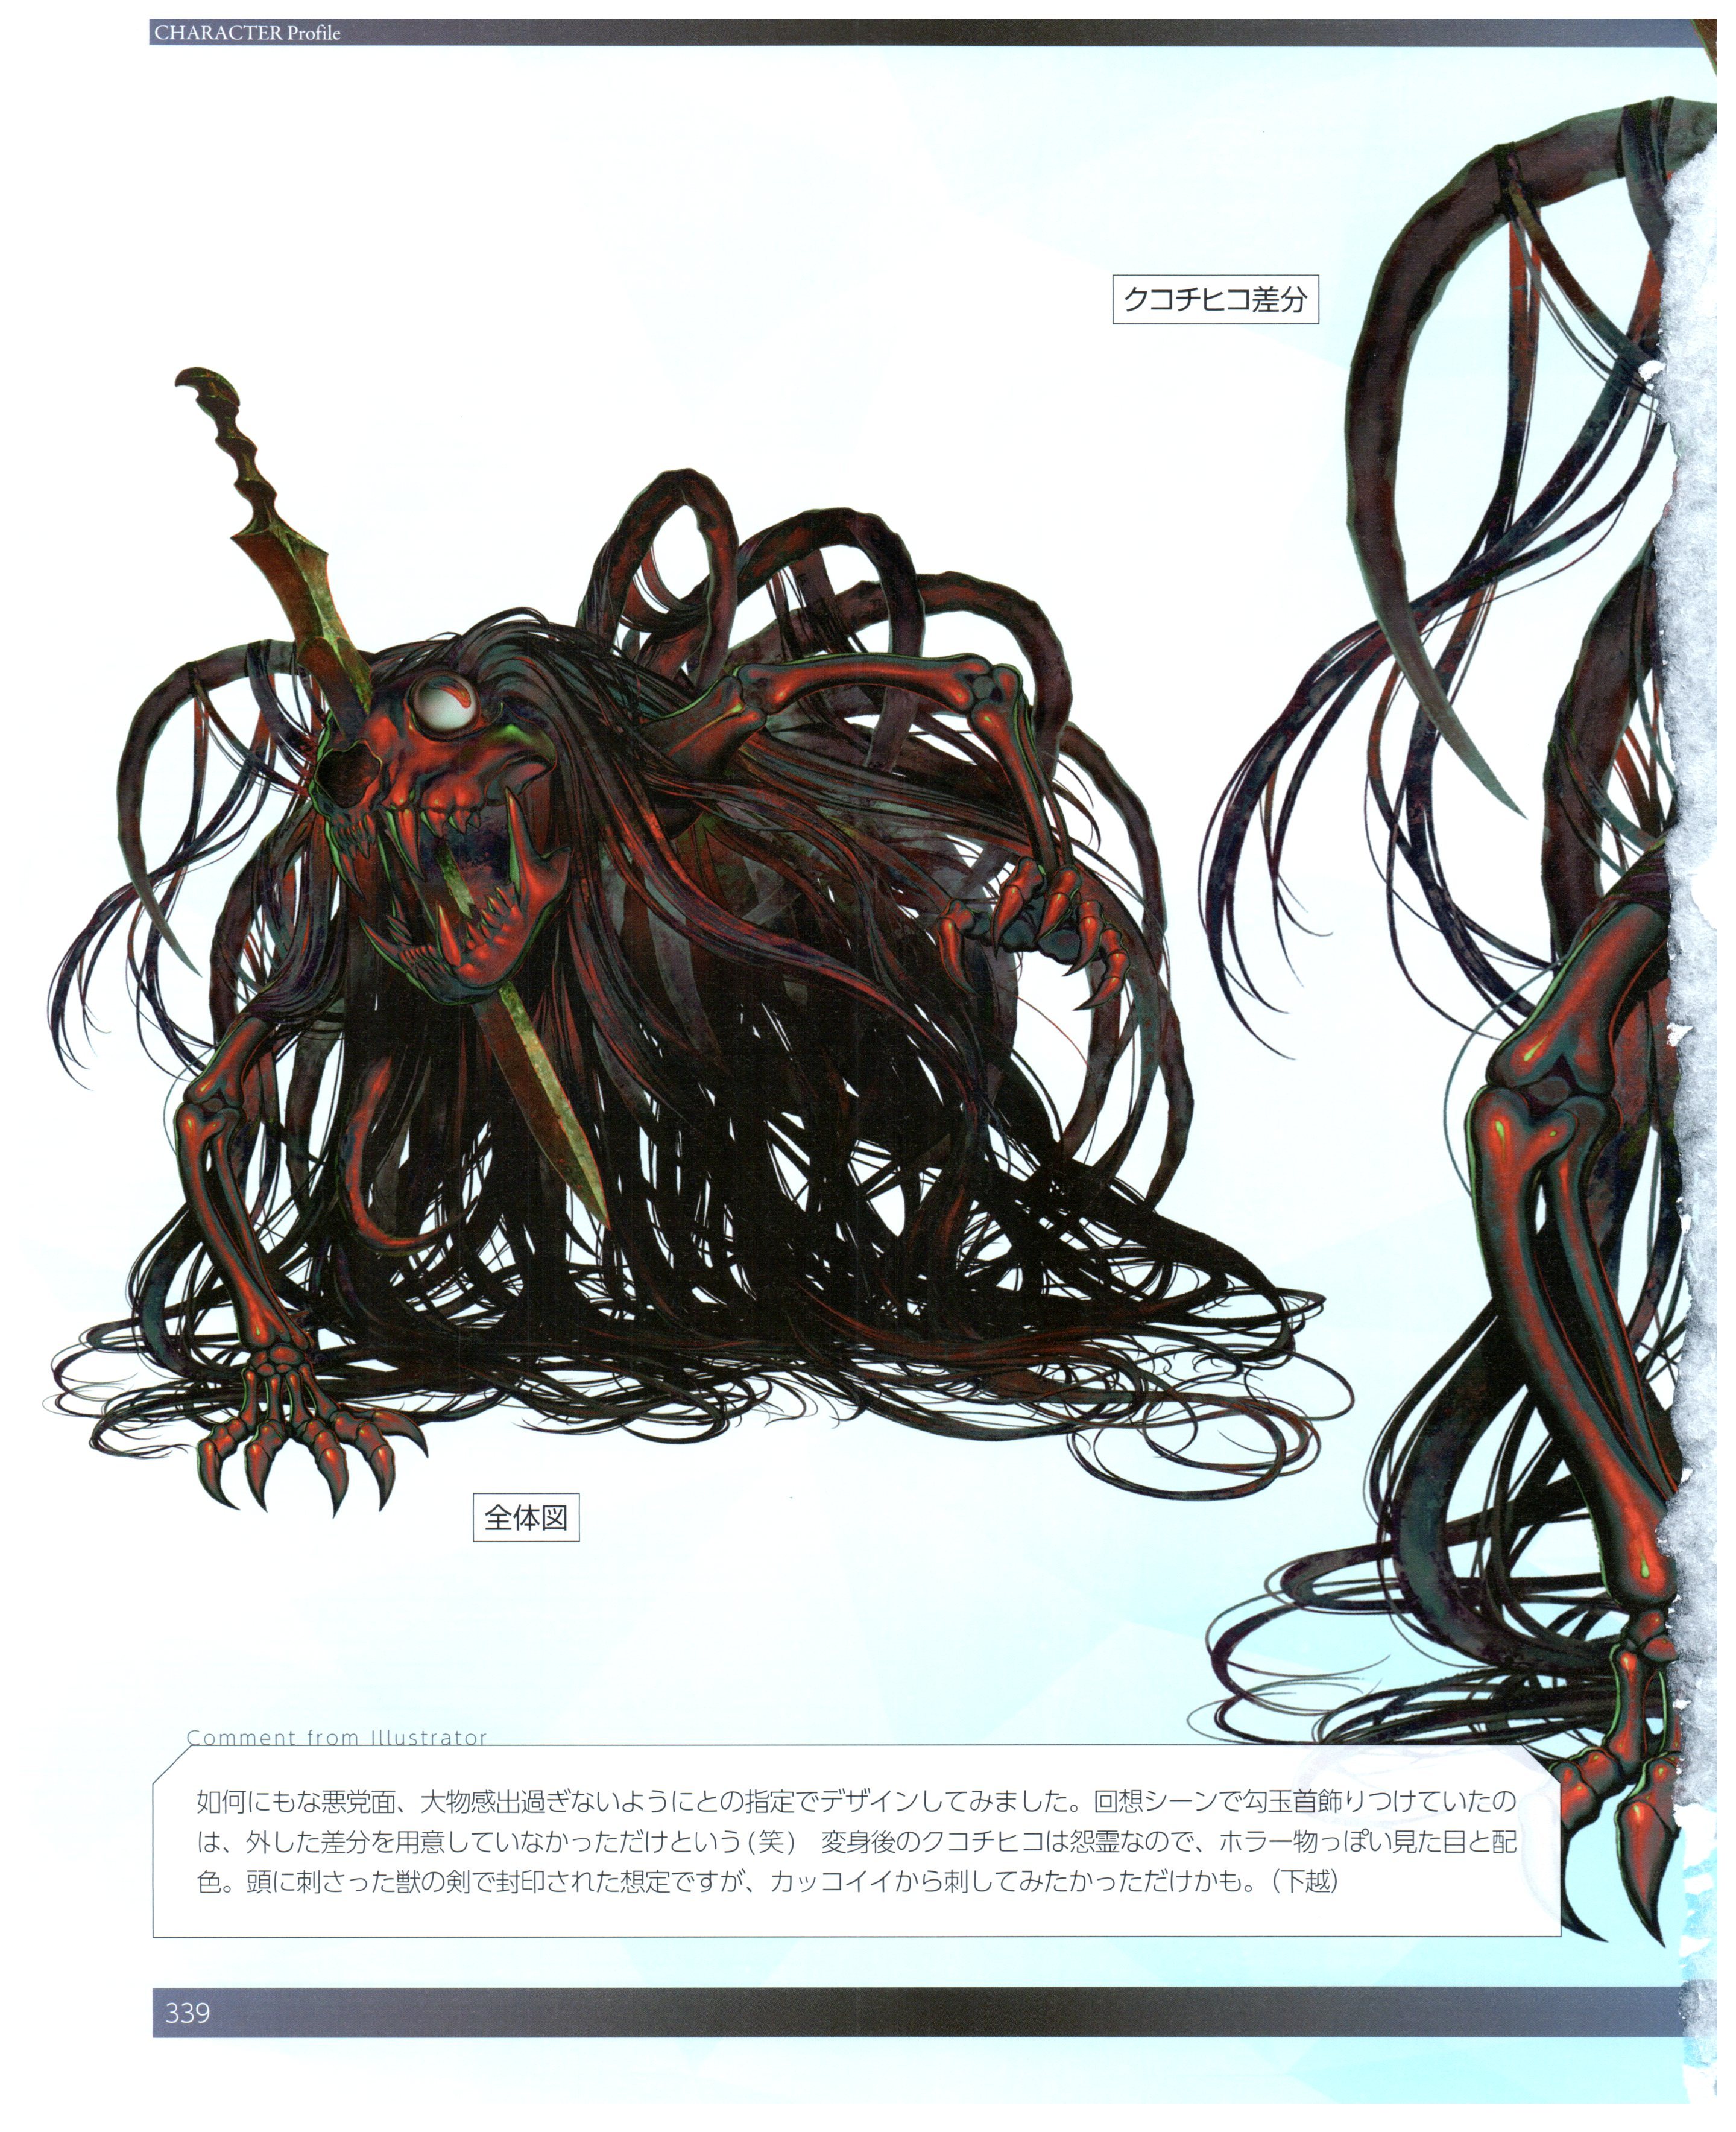 CHARACTER Profile
クコチヒコ差分
全体図
Comment from Illustrator
如何にもな悪党面、大物感出過ぎないようにとの指定でデザインしてみました。回想シーンで勾玉首飾りつけていたの
は、外した差分を用意していなかっただけという(笑)　変身後のクコチヒコは怨霊なので、ホラー物っぽい見た目と配
色。頭に刺さった獣の剣で封印された想定ですが、カッコイイから刺してみたかっただけかも。(下越)
339